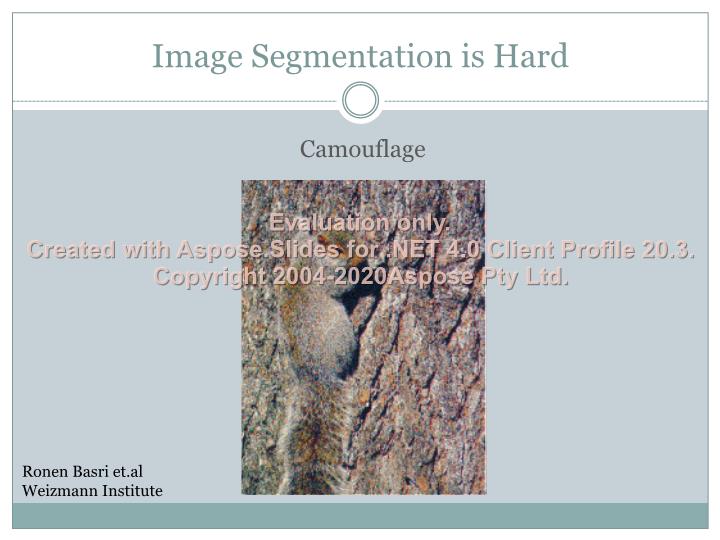 Image Segmentation is Hard
Camouflage
Evaluation only.
Created with Aspose.Slides for .NET 4.0 Client Profile 20.3.
Copyright 2004-2020Aspose Pty Ltd.
Ronen Basri et.al
Weizmann Institute